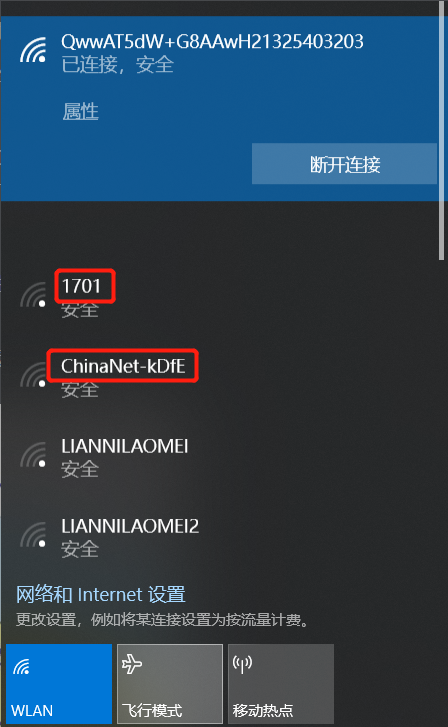 QwwAT5dW+G8AAwH21325403203
已连接，安全
属性
断开连接
1701
安全
ChinaNet-kDfE
安全
LIANNILAOMEI
安全
LIANNILAOMEI2
安全
网络和 Internet 设置
更改设置，例如将某连接设置为按流量计费。
WLAN
飞行模式
移动热点